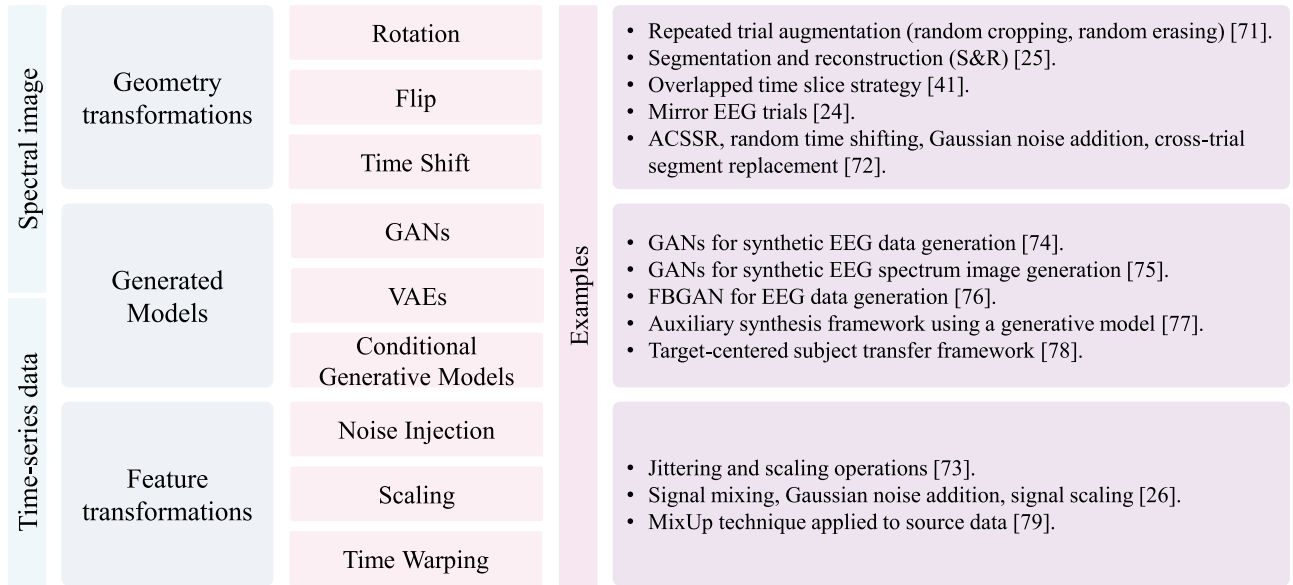 Spectral image
Time-series data
Geometry
transformations
Rotation
Flip
Time Shift
Generated
Models
GANs
VAEs
Conditional
Generative Models
Feature
transformations
Noise Injection
Scaling
Time Warping
Examples
• Repeated trial augmentation (random cropping, random erasing) [71].
• Segmentation and reconstruction (S&R) [25].
• Overlapped time slice strategy [41].
• Mirror EEG trials [24].
• ACSSR, random time shifting, Gaussian noise addition, cross-trial
segment replacement [72].
• GANs for synthetic EEG data generation [74].
• GANs for synthetic EEG spectrum image generation [75].
• FBGAN for EEG data generation [76].
• Auxiliary synthesis framework using a generative model [77].
• Target-centered subject transfer framework [78].
• Jittering and scaling operations [73].
• Signal mixing, Gaussian noise addition, signal scaling [26].
• MixUp technique applied to source data [79].